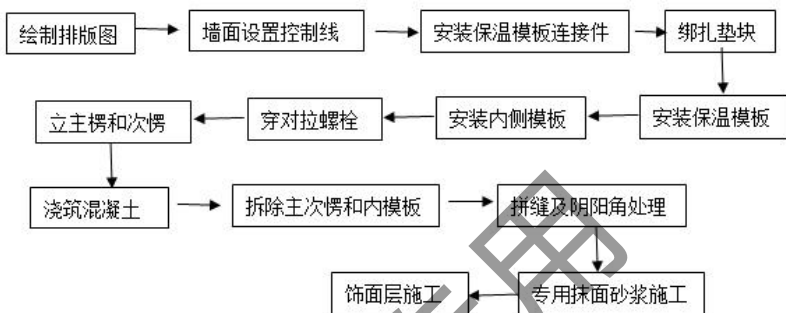 绘制排版图
墙面设置控制线
安装保温模板连接件
绑扎垫块
安装保温模板
安装内侧模板
穿对拉螺栓
立主楞和次愣
浇筑混凝土
拆除主次愣和内模板
拼缝及阴阳角处理
专用抹面砂浆施工
饰面层施工
用